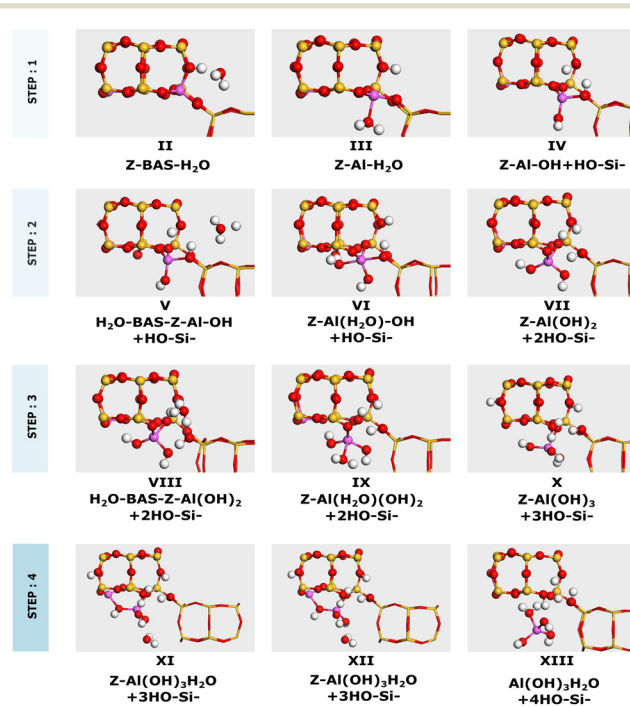 STEP : 1
II
Z-BAS-H₂O
III
Z-Al-H₂O
IV
Z-Al-OH+HO-Si-
STEP : 2
V
H₂O-BAS-Z-Al-OH
+HO-Si-
VI
Z-Al(H₂O)-OH
+HO-Si-
VII
Z-Al(OH)₂
+2HO-Si-
STEP : 3
VIII
H₂O-BAS-Z-Al(OH)₂
+2HO-Si-
IX
Z-Al(H₂O)(OH)₂
+2HO-Si-
X
Z-Al(OH)₃
+3HO-Si-
STEP : 4
XI
Z-Al(OH)₃H₂O
+3HO-Si-
XII
Z-Al(OH)₃H₂O
+3HO-Si-
XIII
Al(OH)₃H₂O
+4HO-Si-